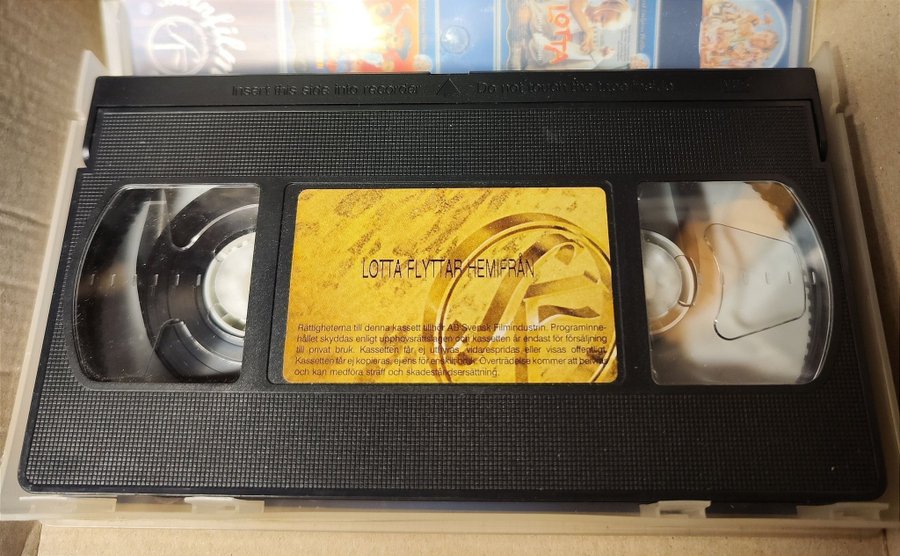 LOTTA
Insert this side into recorder
Do not touch the tape inside
LOTTA FLYTTAR HEMIFRÅN
Rättigheterna till denna kassett tillhör AB Svensk Filmindustri. Programinne-
hållet skyddas enligt upphovsrättslagen och kassetten är endast för försäljning
till privat bruk. Kassetten får ej uthyras, vidarespridas eller visas offentligt.
Kassetten får ej kopieras, ej ens för enskilt bruk. Överträdelse kommer att beivras
och kan medföra straff och skadeståndsersättning.